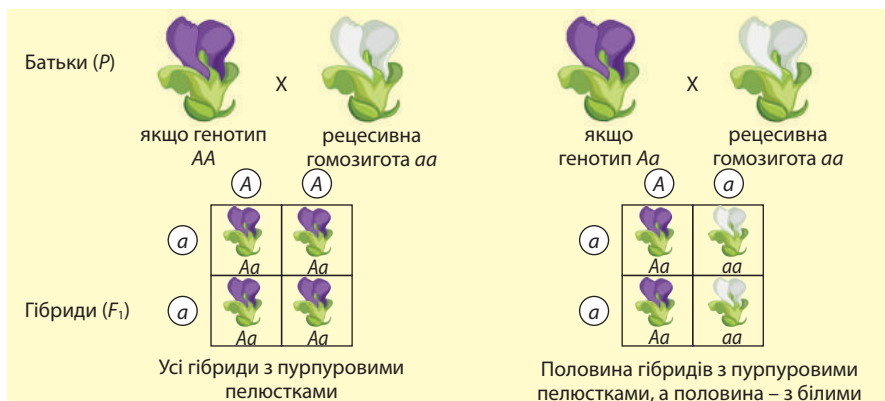 Батьки (P)
X
X
якщо генотип
AA
рецесивна
гомозигота aa
якщо
генотип Aa
рецесивна
гомозигота aa
A A
A a
a
Aa Aa
a
Aa aa
Гібриди (F₁)
a
Aa Aa
a
Aa aa
Усі гібриди з пурпуровими
пелюстками
Половина гібридів з пурпуровими
пелюстками, а половина – з білими